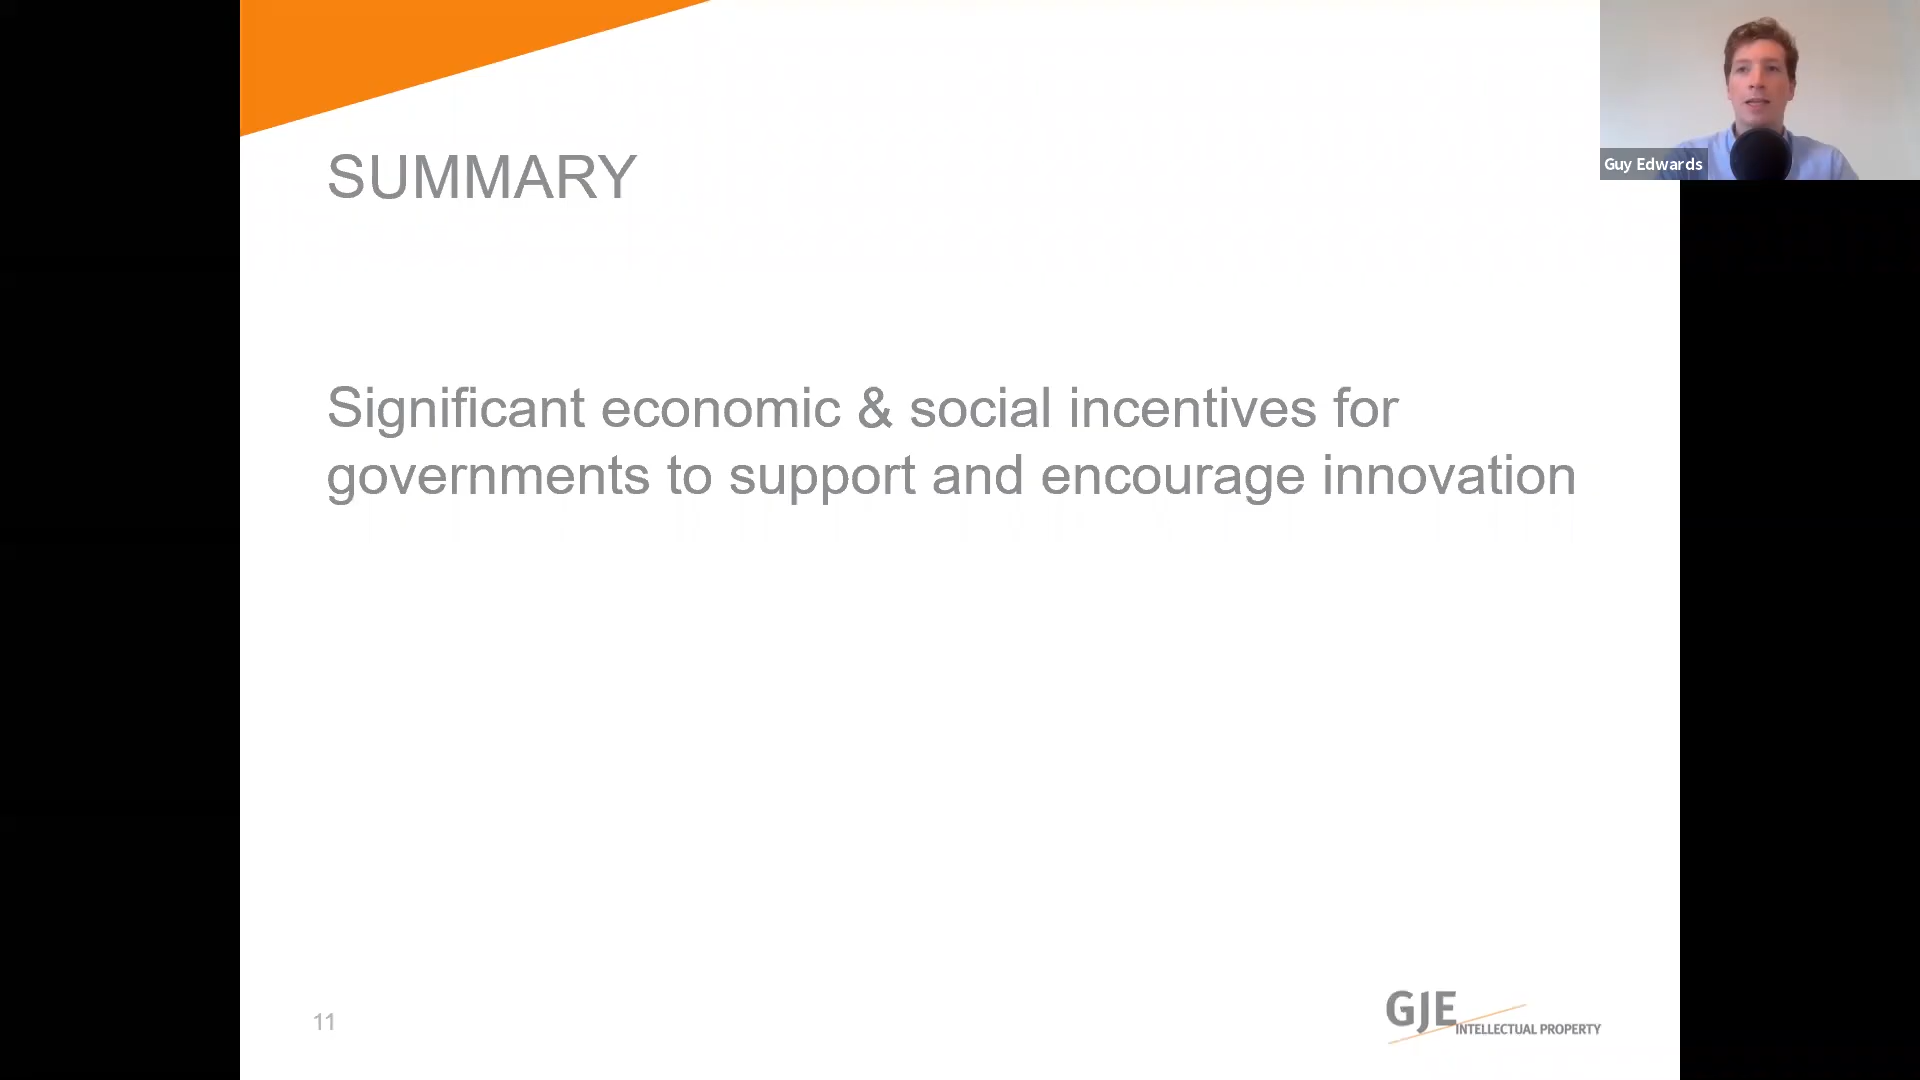 SUMMARY
Guy Edwards
Significant economic & social incentives for
governments to support and encourage innovation
11
GJE
INTELLECTUAL PROPERTY